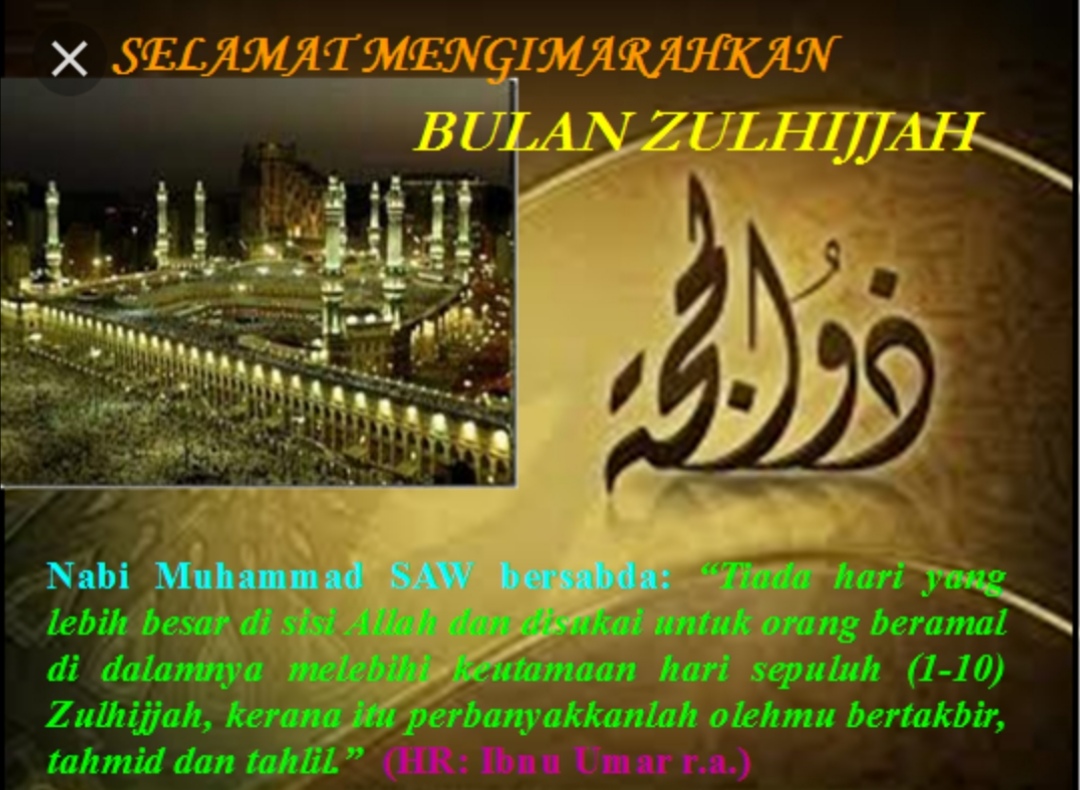 SELAMAT MENGIMARAHKAN
BULAN ZULHIJJAH
ذُو الحجة
Nabi Muhammad SAW bersabda: “Tiada hari yang
lebih besar di sisi Allah dan disukai untuk orang beramal
di dalamnya melebihi keutamaan hari sepuluh (1-10)
Zulhijjah, kerana itu perbanyakkanlah olehmu bertakbir,
tahmid dan tahlil.” (HR: Ibnu Umar r.a.)